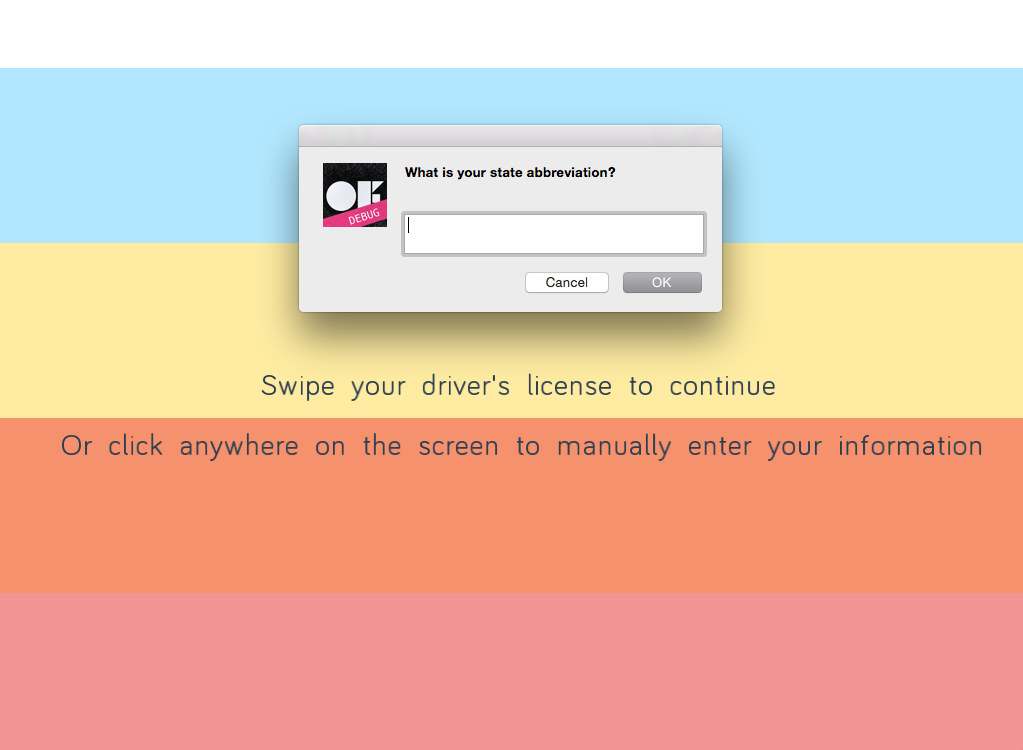 What is your state abbreviation?
OK
DEBUG
Cancel
OK
Swipe your driver's license to continue
Or click anywhere on the screen to manually enter your information